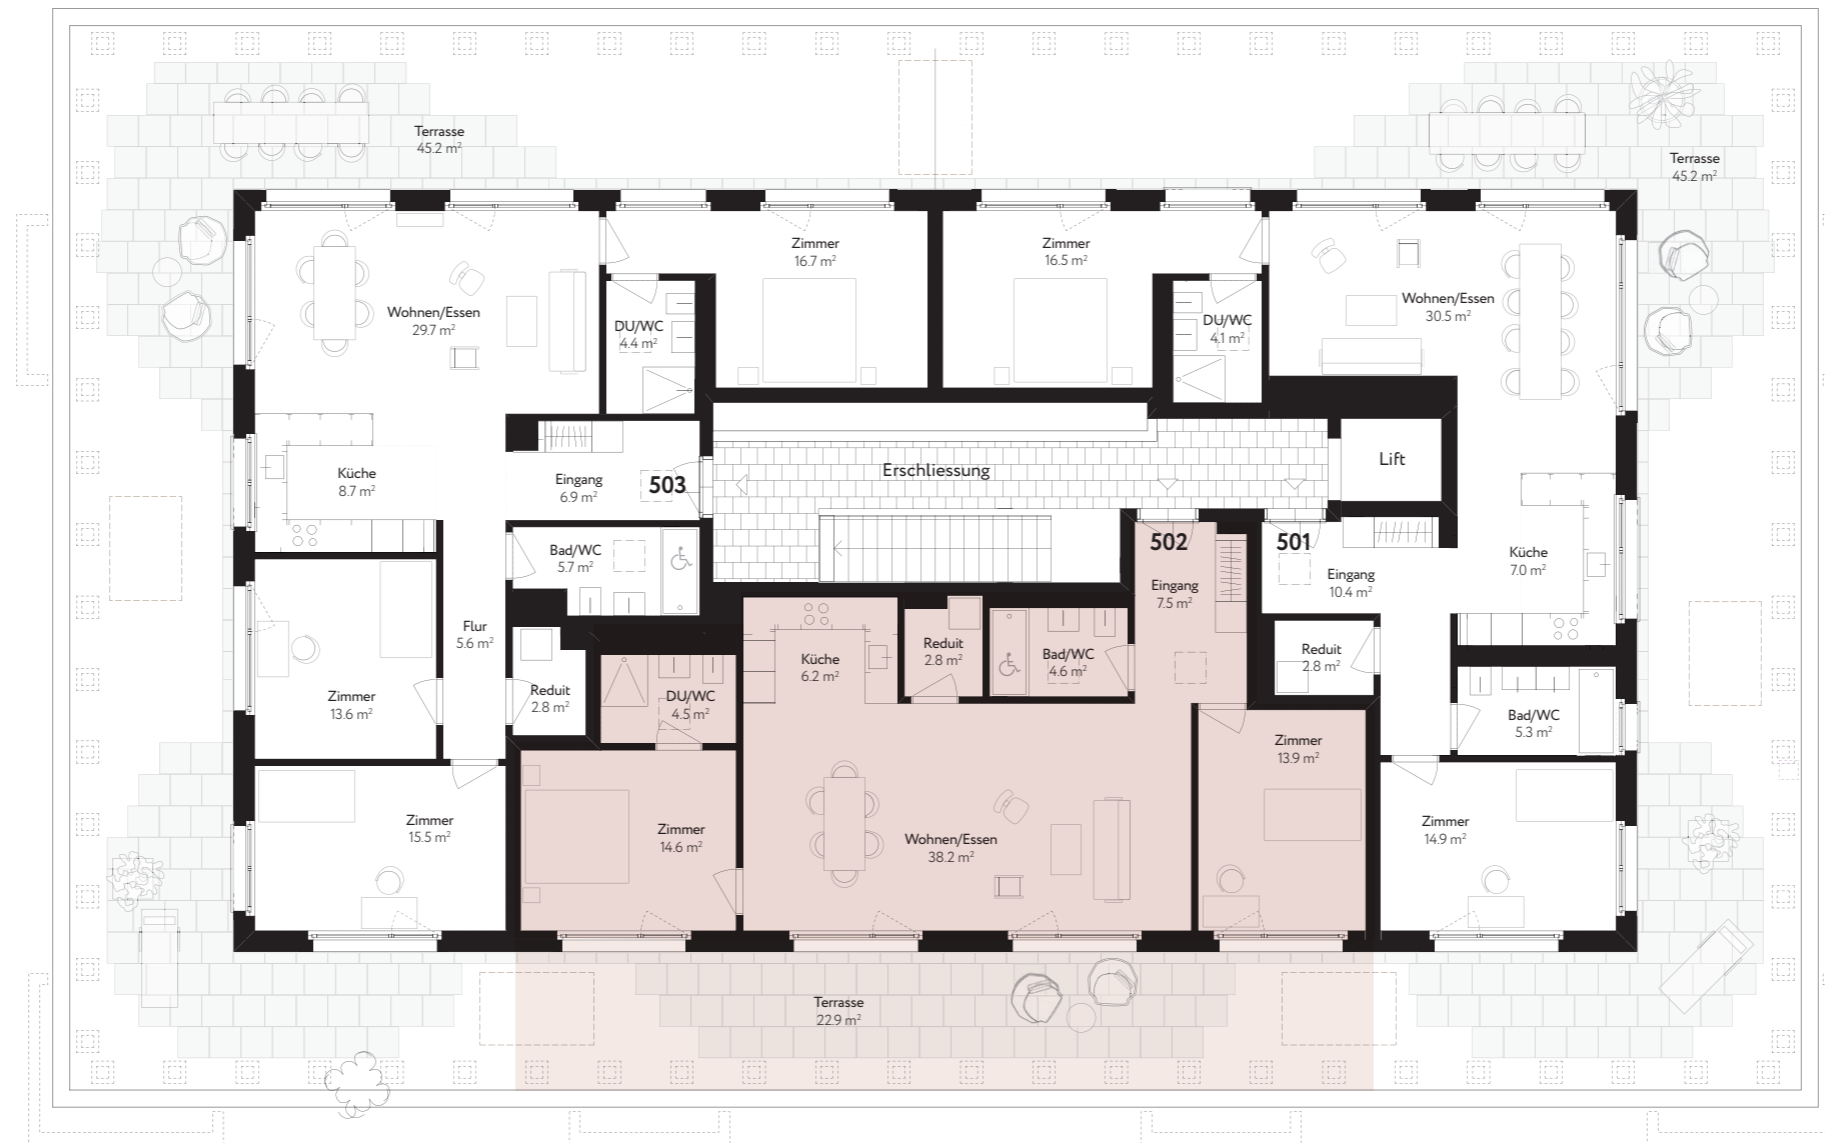 Terrasse
45.2 m²
Terrasse
45.2 m²
Zimmer
16.7 m²
Zimmer
16.5 m²
Wohnen/Essen
29.7 m²
DU/WC
4.4 m²
DU/WC
4.1 m²
Wohnen/Essen
30.5 m²
Küche
8.7 m²
Eingang
6.9 m²
503
Erschliessung
Lift
Bad/WC
5.7 m²
502
Eingang
7.5 m²
501
Eingang
10.4 m²
Küche
7.0 m²
Flur
5.6 m²
Zimmer
13.6 m²
Reduit
2.8 m²
DU/WC
4.5 m²
Küche
6.2 m²
Reduit
2.8 m²
Bad/WC
4.6 m²
Reduit
2.8 m²
Bad/WC
5.3 m²
Zimmer
15.5 m²
Zimmer
14.6 m²
Wohnen/Essen
38.2 m²
Zimmer
13.9 m²
Zimmer
14.9 m²
Terrasse
22.9 m²